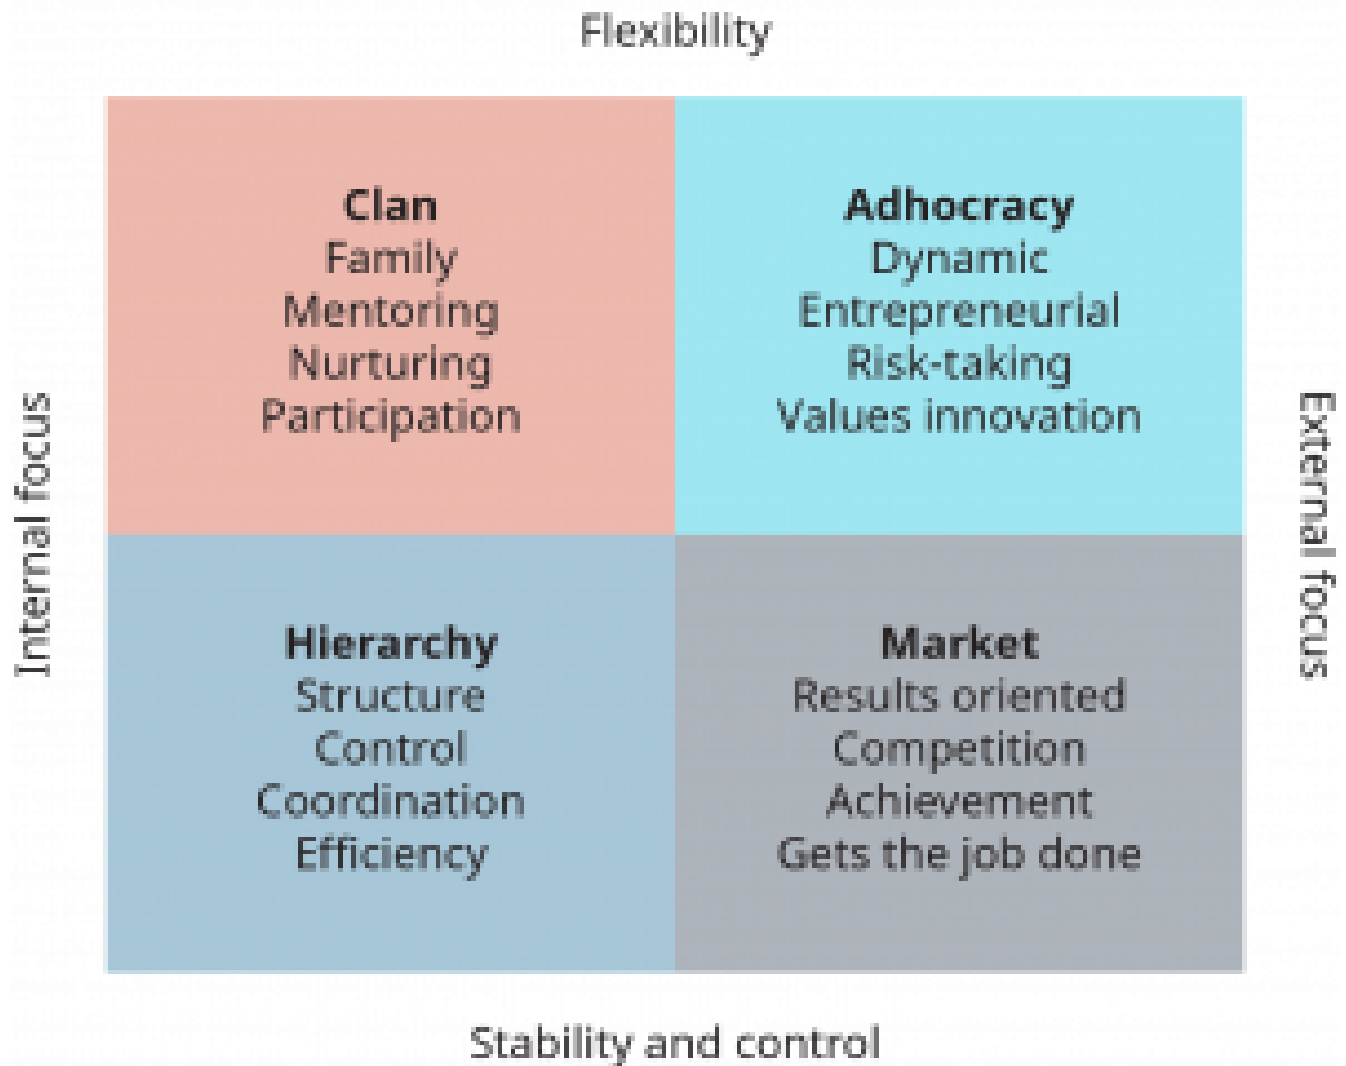 Flexibility
Clan
Family
Mentoring
Nurturing
Participation
Adhocracy
Dynamic
Entrepreneurial
Risk-taking
Values innovation
Internal focus
External focus
Hierarchy
Structure
Control
Coordination
Efficiency
Market
Results oriented
Competition
Achievement
Gets the job done
Stability and control